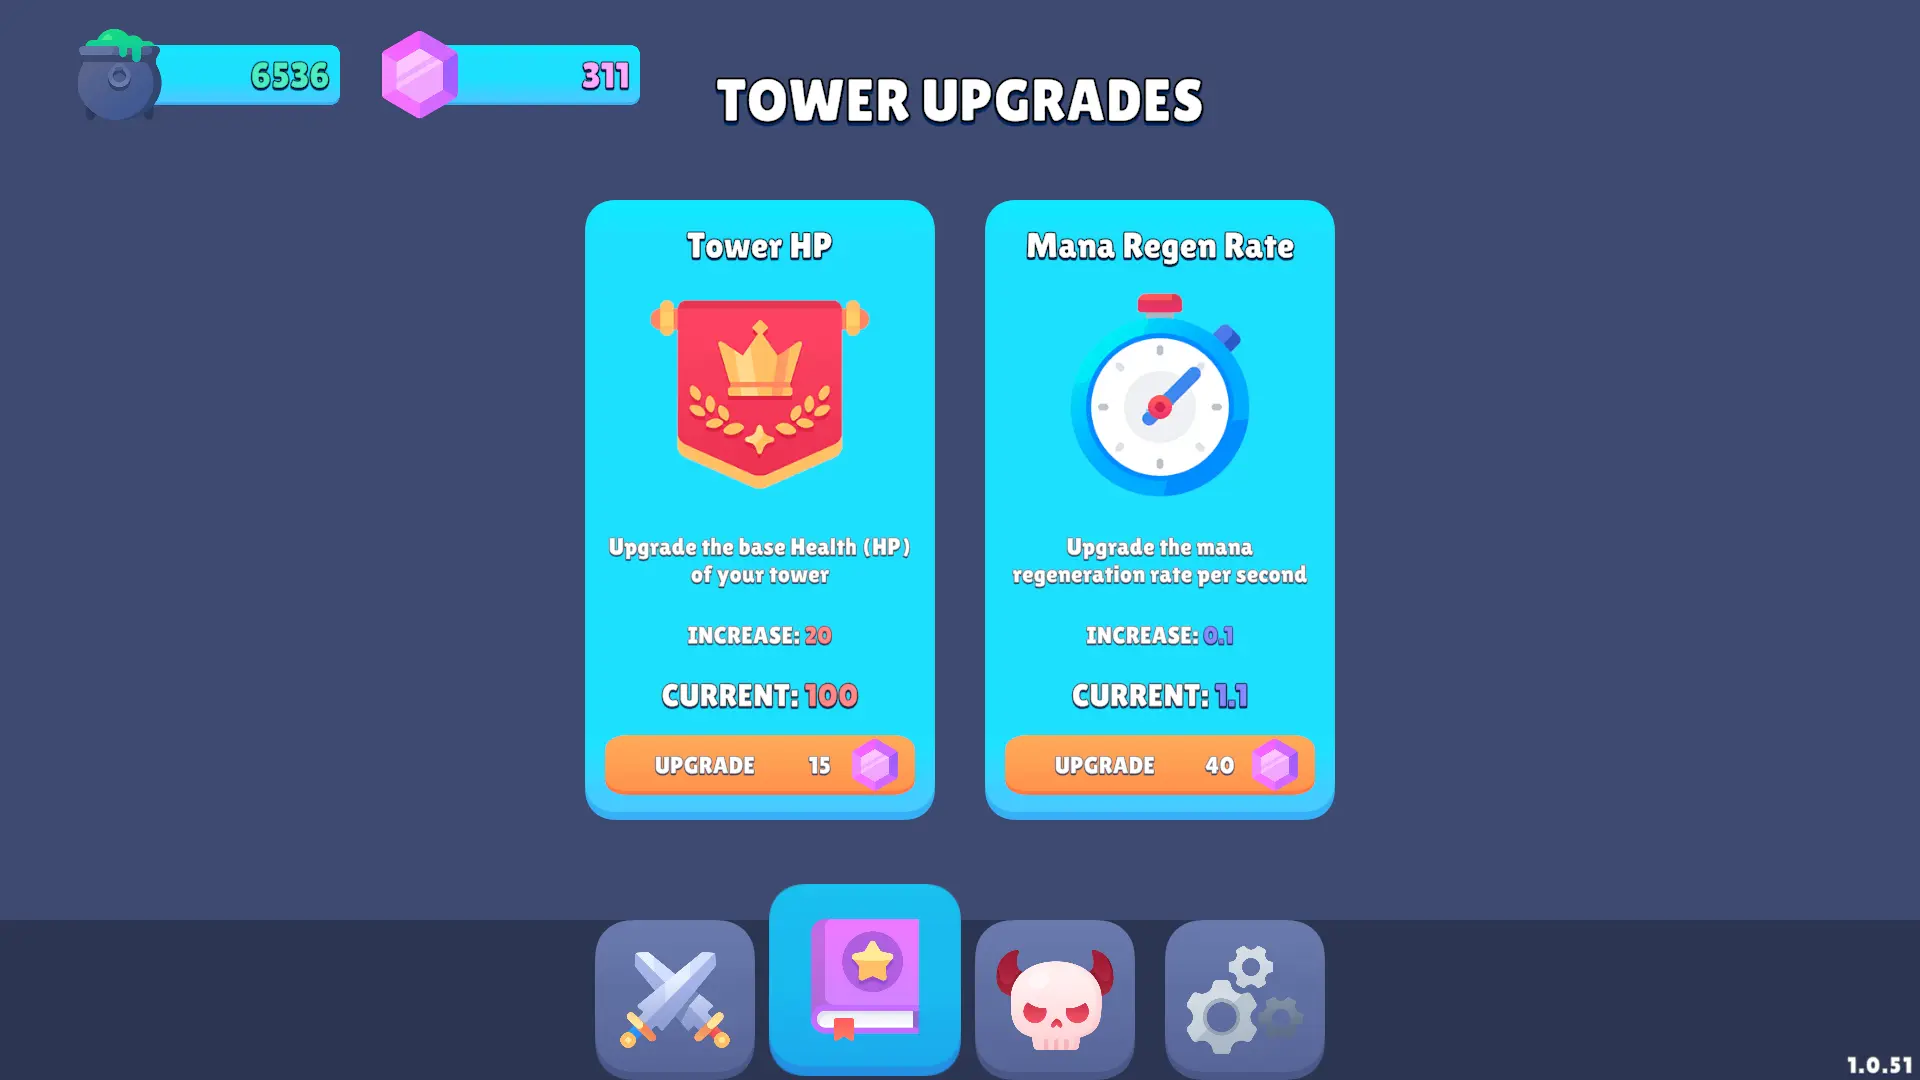 6536
311
TOWER UPGRADES
Tower HP
Upgrade the base Health (HP)
of your tower
INCREASE: 20
CURRENT: 100
UPGRADE 15
Mana Regen Rate
Upgrade the mana
regeneration rate per second
INCREASE: 0.1
CURRENT: 1.1
UPGRADE 40
1.0.51